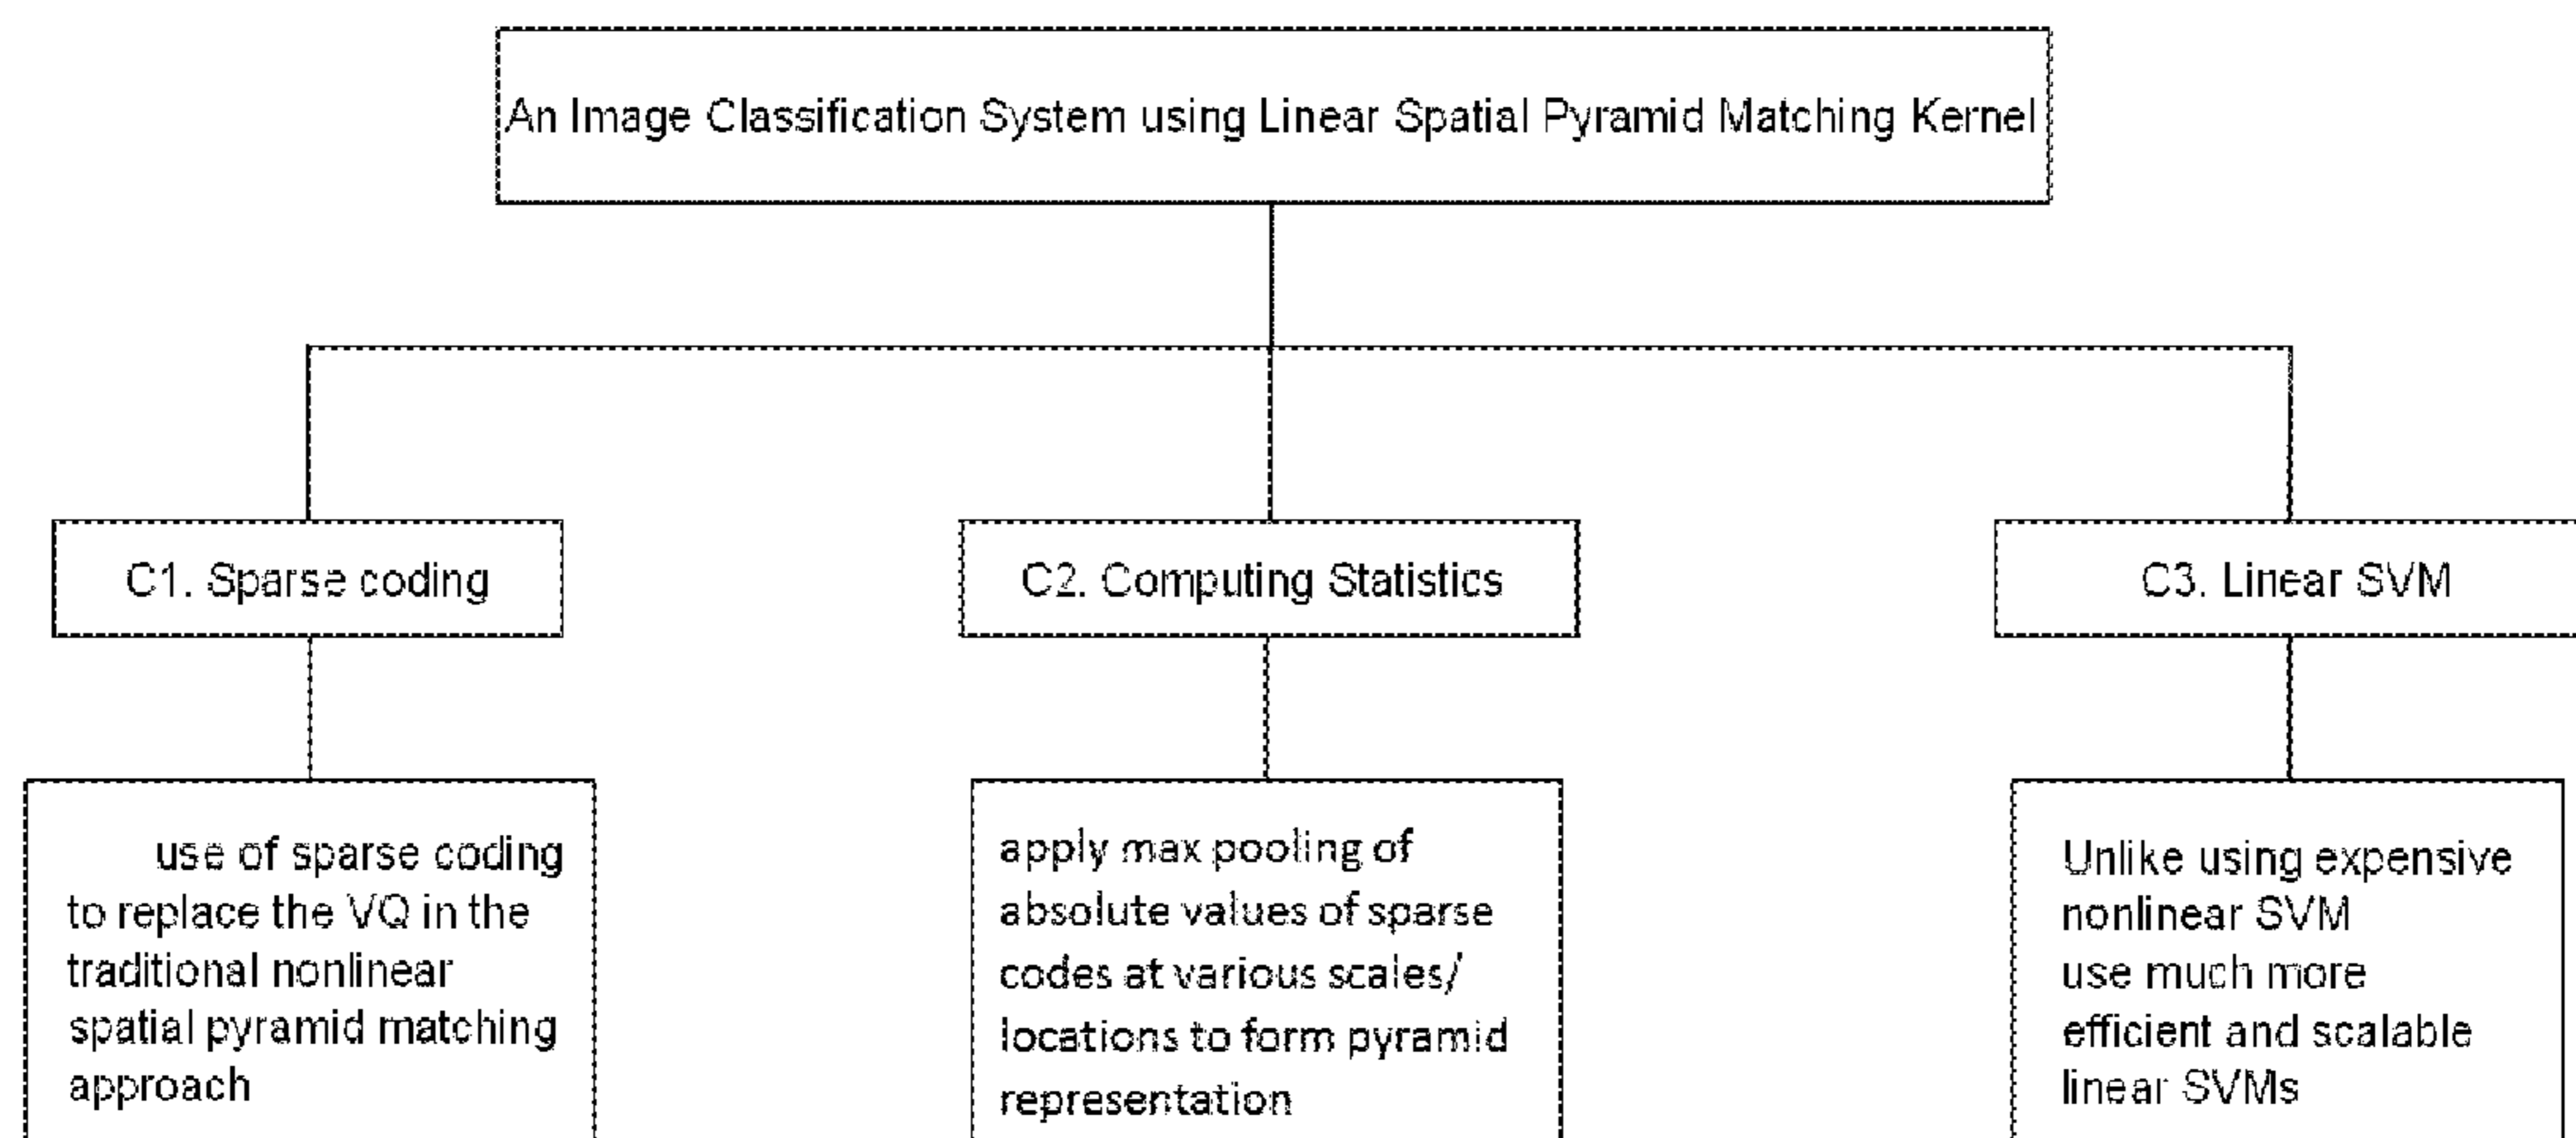 An Image Classification System using Linear Spatial Pyramid Matching Kernel
C1. Sparse coding
C2. Computing Statistics
C3. Linear SVM
use of sparse coding
to replace the VQ in the
traditional nonlinear
spatial pyramid matching
approach
apply max pooling of
absolute values of sparse
codes at various scales/
locations to form pyramid
representation
Unlike using expensive
nonlinear SVM
use much more
efficient and scalable
linear SVMs